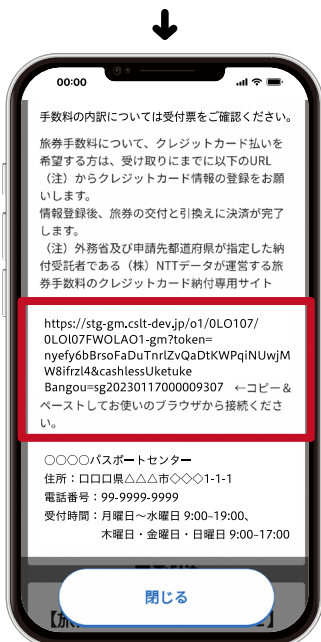 00:00
手数料の内訳については受付票をご確認ください。
旅券手数料について、クレジットカード払いを
希望する方は、受け取りにまでに以下のURL
（注）からクレジットカード情報の登録をお願
いします。
情報登録後、旅券の交付と引換えに決済が完了
します。
（注）外務省及び申請先都道府県が指定した納
付受託者である（株）NTTデータが運営する旅
券手数料のクレジットカード納付専用サイト
https://stg-gm.cslt-dev.jp/o1/0LO107/
0LOI07FWOLAO1-gm?token=
nyefy6bBrsoFaDuTnrlZvQaDtKWPqiNUwjM
W8ifrzl4&cashlessUketuke
Bangou=sg20230117000009307 ←コピー＆
ペーストしてお使いのブラウザから接続くださ
い。
〇〇〇〇パスポートセンター
住所：口口口県△△△市◇◇◇1-1-1
電話番号：99-9999-9999
受付時間：月曜日～水曜日 9:00~19:00、
木曜日・金曜日・日曜日 9:00~17:00
閉じる